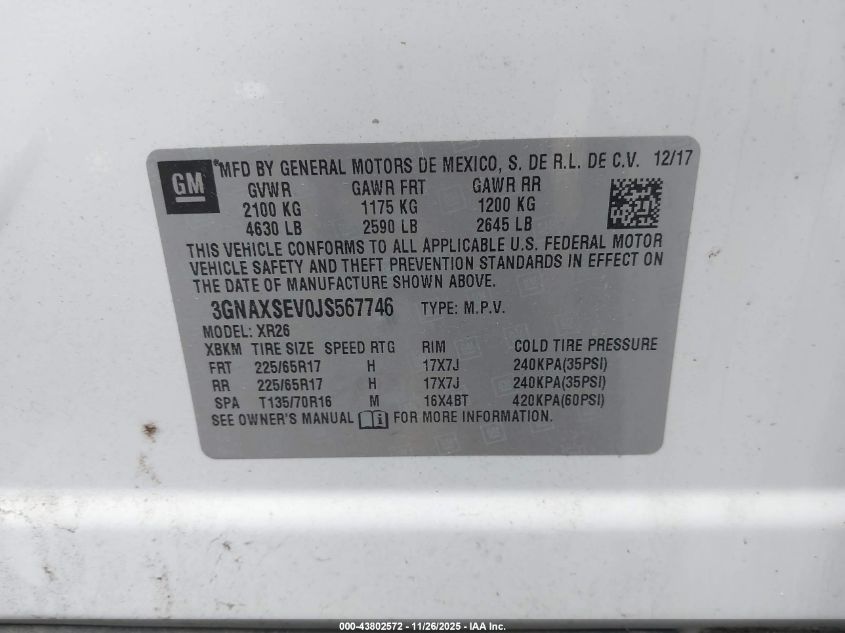 GM
®MFD BY GENERAL MOTORS DE MEXICO, S. DE R.L. DE C.V. 12/17
GVWR GAWR FRT GAWR RR
2100 KG 1175 KG 1200 KG
4630 LB 2590 LB 2645 LB
THIS VEHICLE CONFORMS TO ALL APPLICABLE U.S. FEDERAL MOTOR
VEHICLE SAFETY AND THEFT PREVENTION STANDARDS IN EFFECT ON
THE DATE OF MANUFACTURE SHOWN ABOVE.
3GNAXSEV0JS567746 TYPE: M.P.V.
MODEL: XR26
XBKM TIRE SIZE SPEED RTG RIM COLD TIRE PRESSURE
FRT 225/65R17 H 17X7J 240KPA(35PSI)
RR 225/65R17 H 17X7J 240KPA(35PSI)
SPA T135/70R16 M 16X4BT 420KPA(60PSI)
SEE OWNER'S MANUAL FOR MORE INFORMATION.
000-43802572 - 11/26/2025 - IAA Inc.